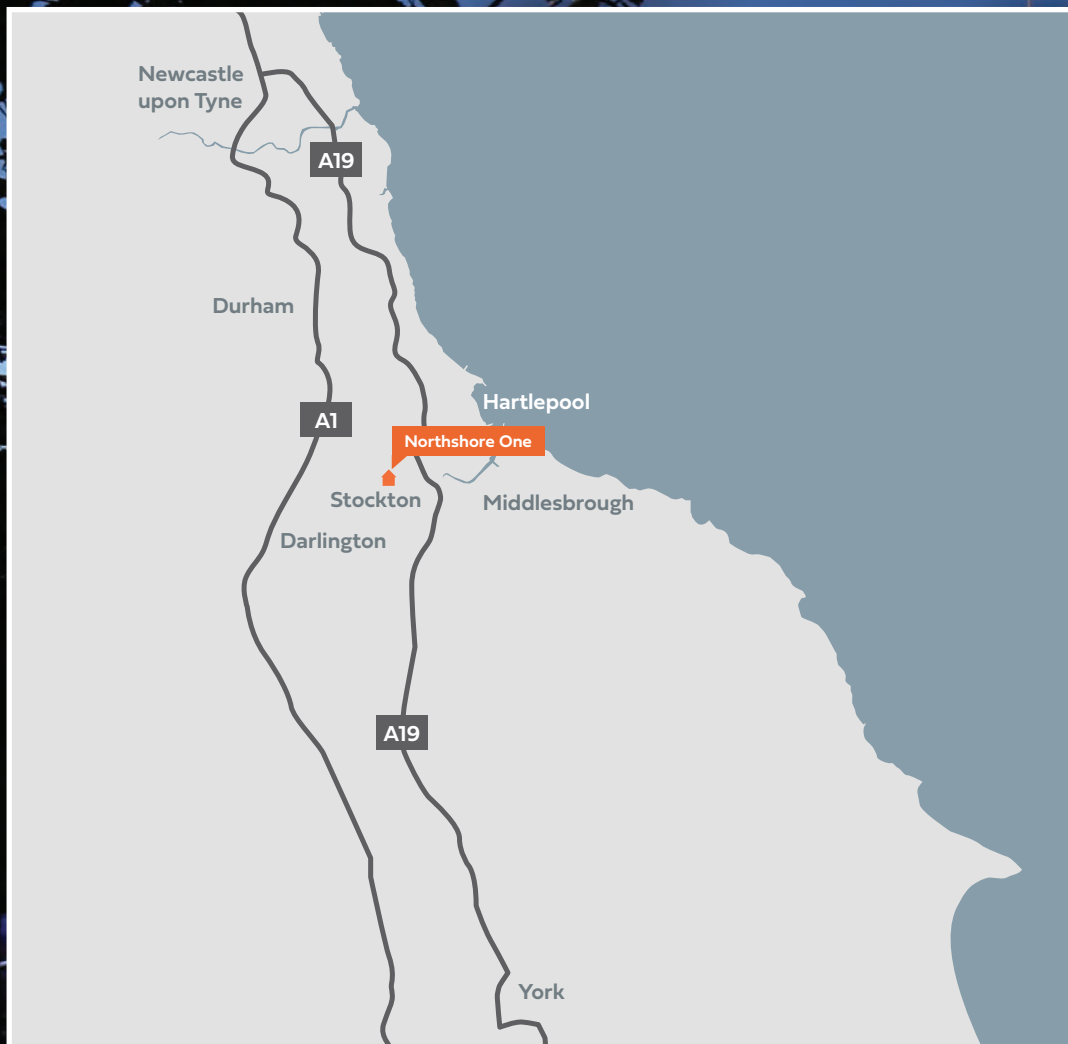 Newcastle
upon Tyne
A19
Durham
Hartlepool
A1
Northshore One
Stockton
Middlesbrough
Darlington
A19
York